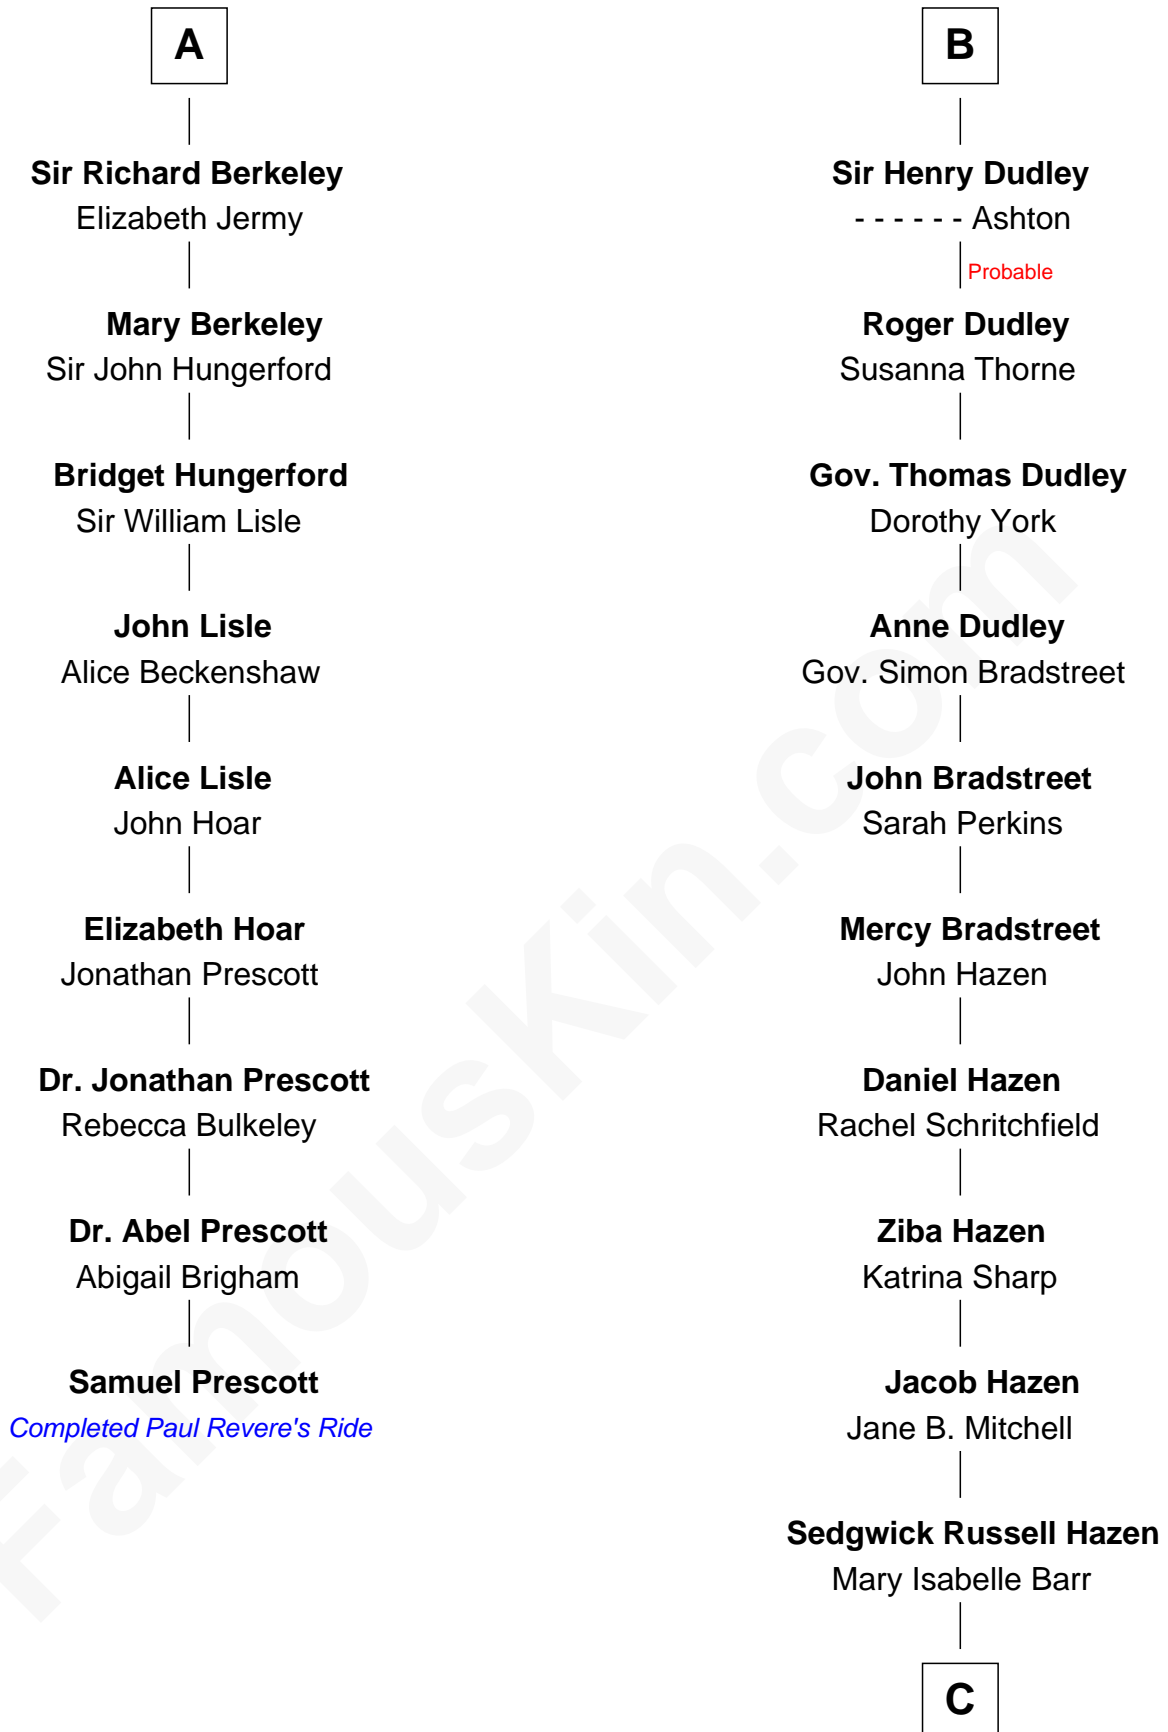 A
Sir Richard Berkeley
Elizabeth Jermy
Mary Berkeley
Sir John Hungerford
Bridget Hungerford
Sir William Lisle
John Lisle
Alice Beckenshaw
Alice Lisle
John Hoar
Elizabeth Hoar
Jonathan Prescott
Dr. Jonathan Prescott
Rebecca Bulkeley
Dr. Abel Prescott
Abigail Brigham
Samuel Prescott
Completed Paul Revere's Ride
B
Sir Henry Dudley
- - - - - - Ashton
Probable
Roger Dudley
Susanna Thorne
Gov. Thomas Dudley
Dorothy York
Anne Dudley
Gov. Simon Bradstreet
John Bradstreet
Sarah Perkins
Mercy Bradstreet
John Hazen
Daniel Hazen
Rachel Schritchfield
Ziba Hazen
Katrina Sharp
Jacob Hazen
Jane B. Mitchell
Sedgwick Russell Hazen
Mary Isabelle Barr
C
FamousKin.com